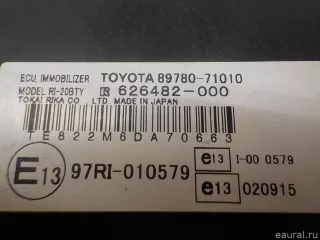 ECU, IMMOBILIZER TOYOTA 89780-71010
MODEL RI-20BTY 626482-000
TOKAI RIKA CO., LTD. MADE IN JAPAN
TE822M6DA70663
E13 97RI-010579
e13 I-00 0579
e13 020915
eaural.ru